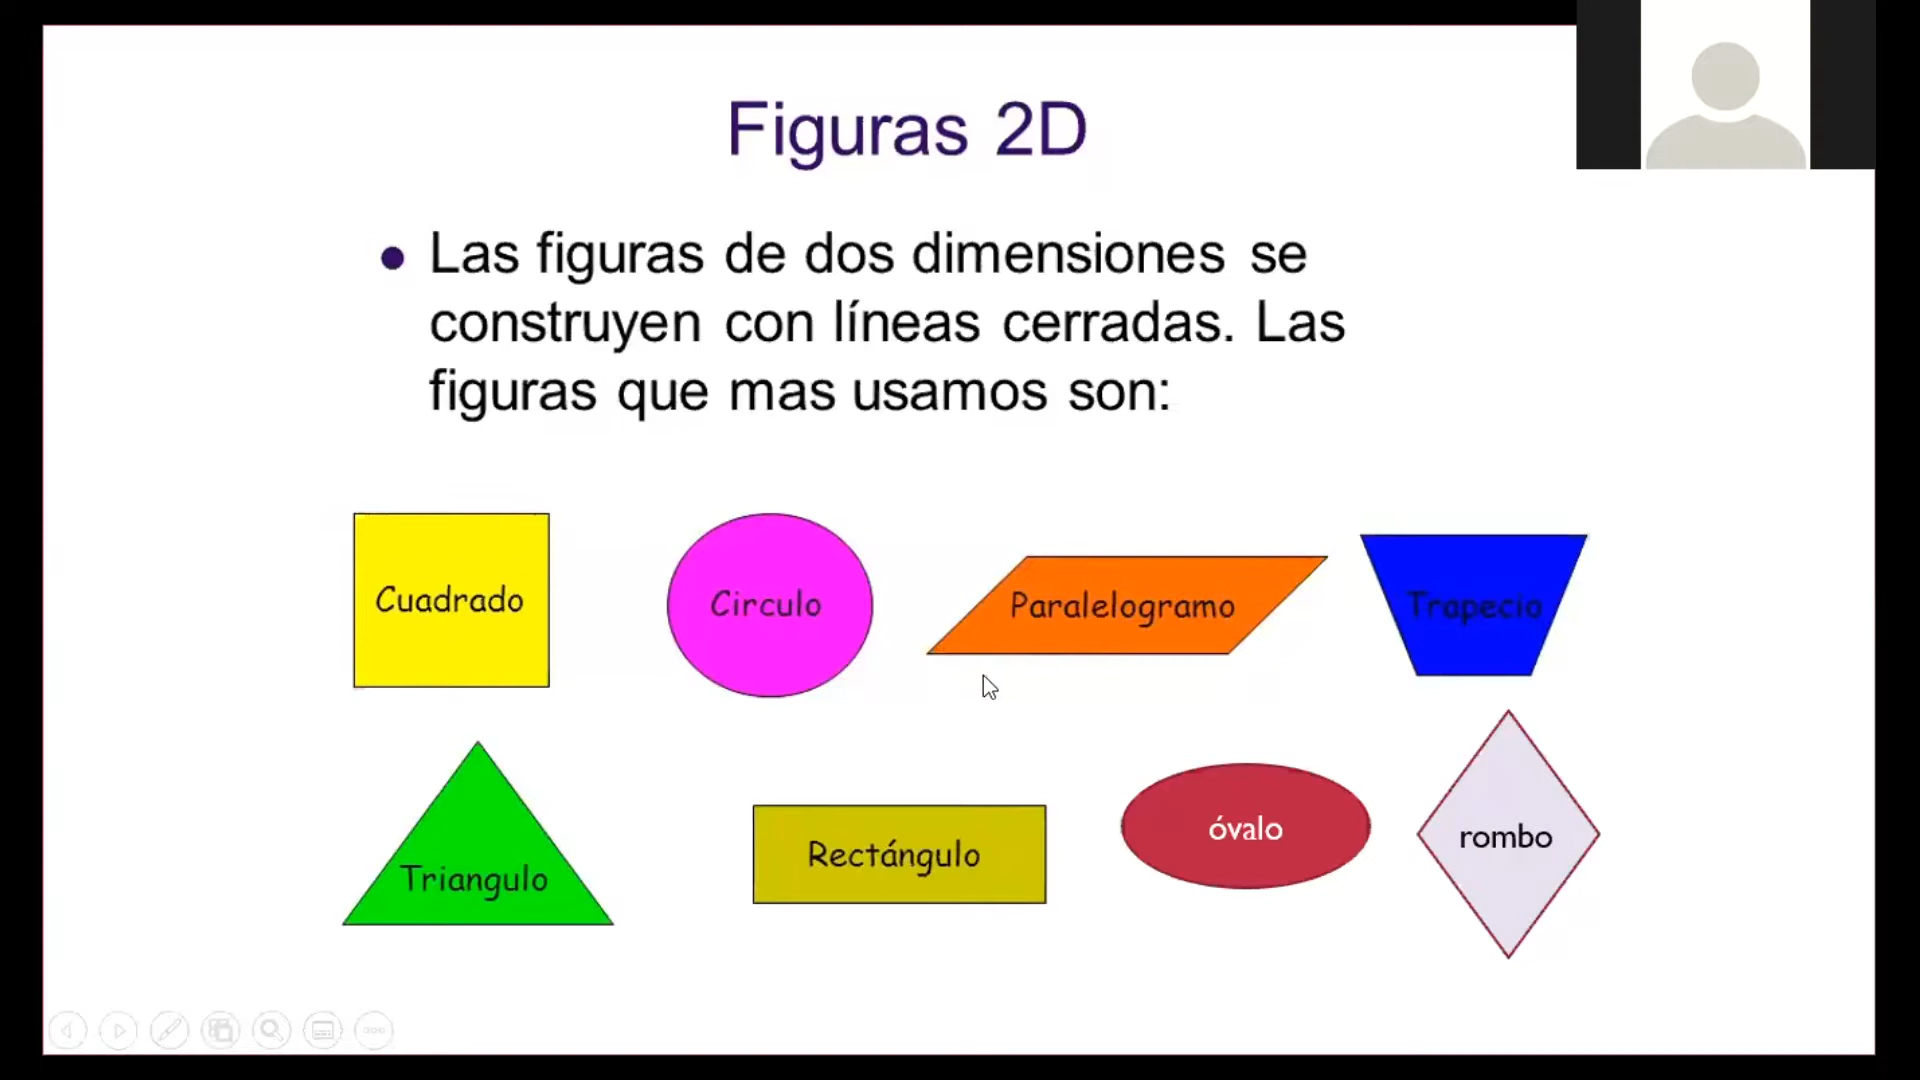 Figuras 2D
• Las figuras de dos dimensiones se
construyen con líneas cerradas. Las
figuras que mas usamos son:
Cuadrado
Circulo
Paralelogramo
Trapecio
Triangulo
Rectángulo
óvalo
rombo